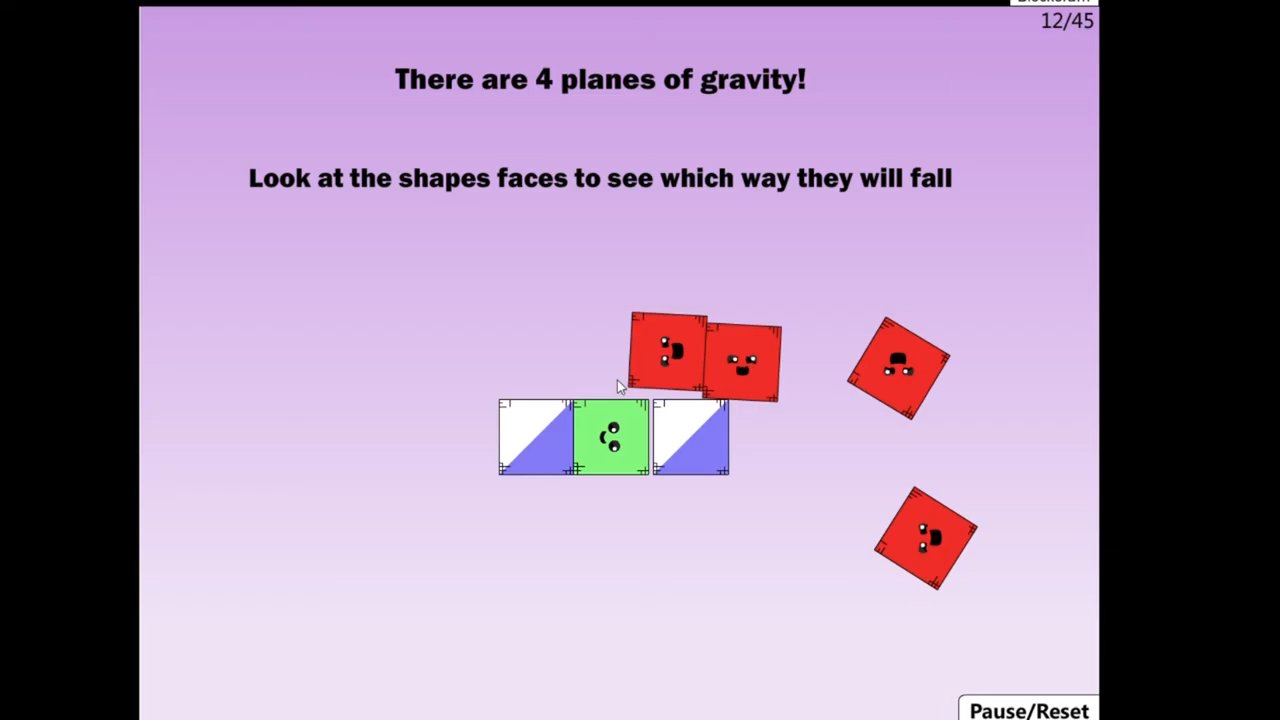 12/45
There are 4 planes of gravity!
Look at the shapes faces to see which way they will fall
Pause/Reset